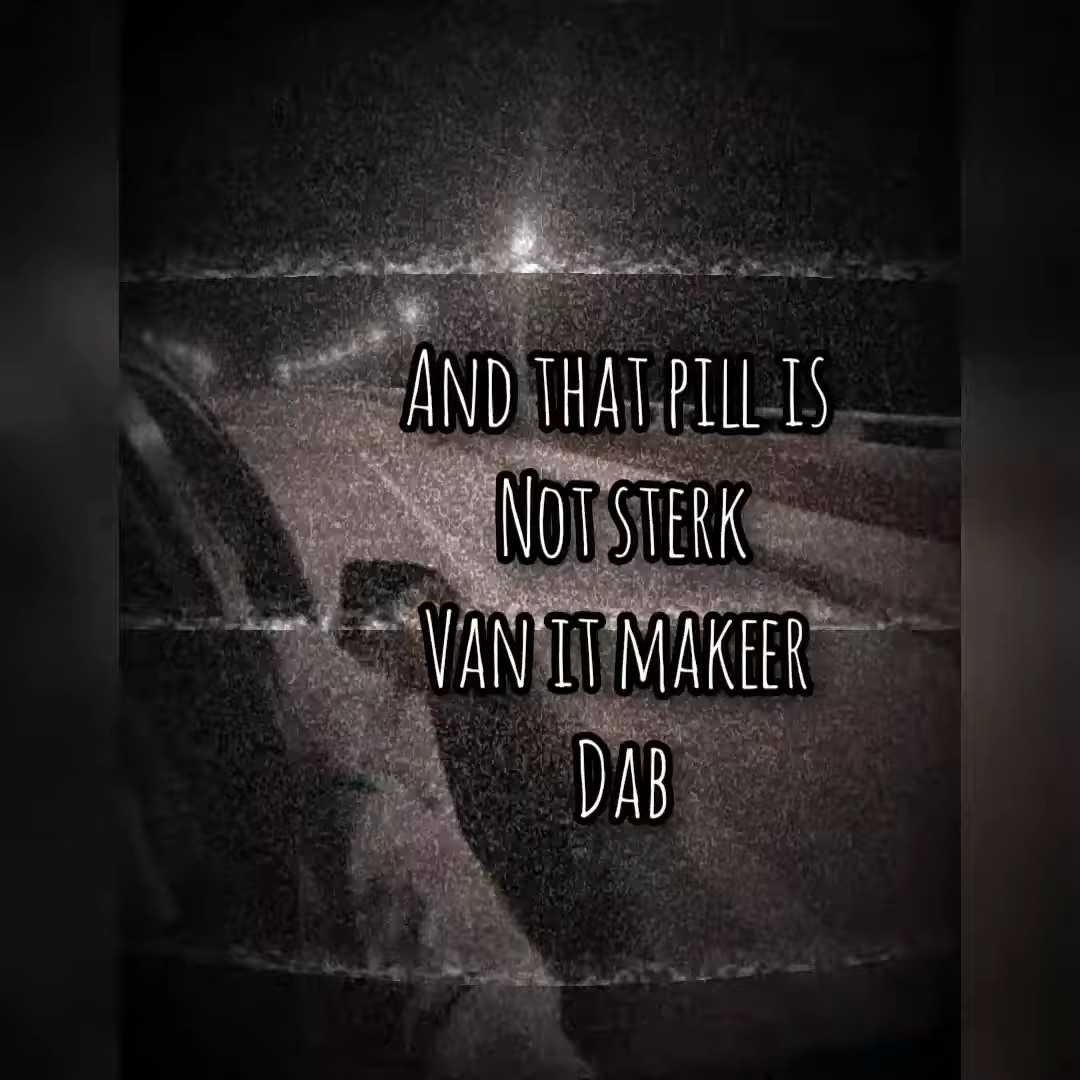 And that pill is
Not sterk
Van it makeer
Dab